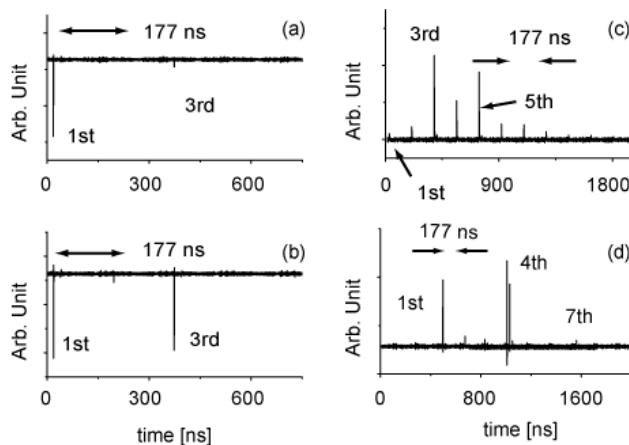 (a)
177 ns
3rd
1st
Arb. Unit
0 300 600
(b)
177 ns
1st
3rd
Arb. Unit
0 300 600
time [ns]
(c)
3rd
177 ns
5th
1st
Arb. Unit
0 900 1800
(d)
177 ns
1st
4th
7th
Arb. Unit
0 800 1600
time [ns]